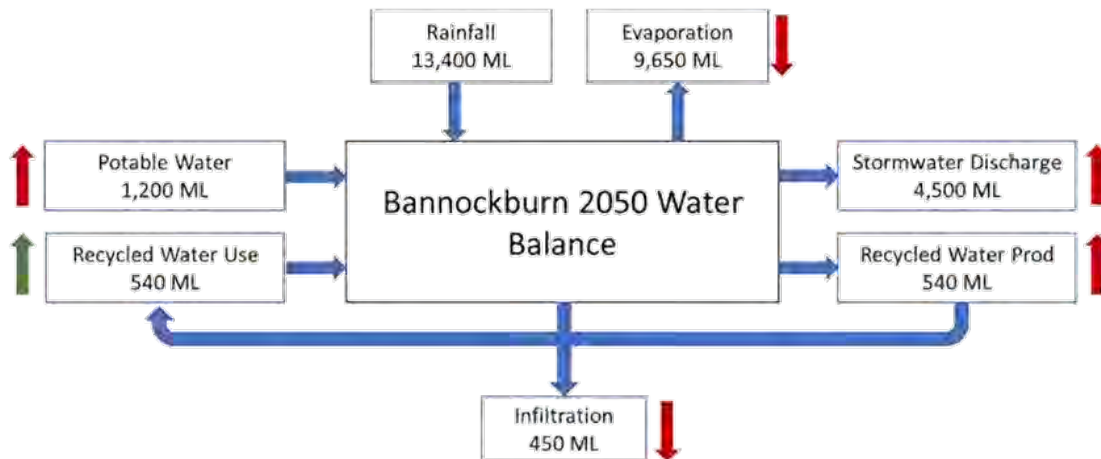 Rainfall
13,400 ML
Evaporation
9,650 ML
Potable Water
1,200 ML
Bannockburn 2050 Water
Balance
Stormwater Discharge
4,500 ML
Recycled Water Use
540 ML
Recycled Water Prod
540 ML
Infiltration
450 ML